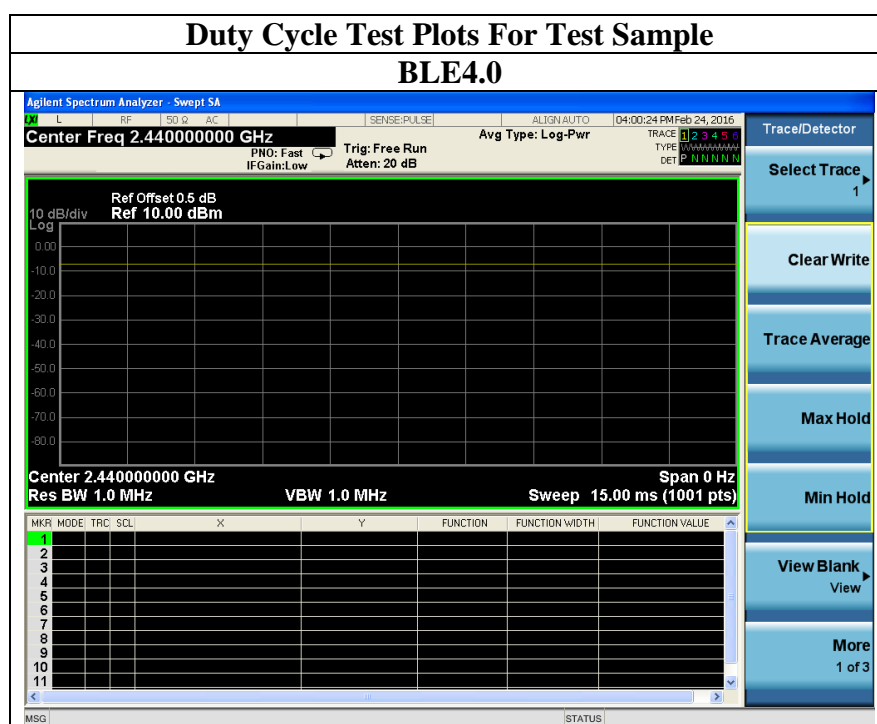 Duty Cycle Test Plots For Test Sample
BLE4.0
Agilent Spectrum Analyzer - Swept SA
LXI L RF 50 Ω AC SENSE:PULSE ALIGN AUTO 04:00:24 PM Feb 24, 2016
Center Freq 2.440000000 GHz
PNO: Fast
IFGain:Low
Trig: Free Run
Atten: 20 dB
Avg Type: Log-Pwr
TRACE 1 2 3 4 5 6
TYPE WWWWWW
DET P N N N N N
Ref Offset 0.5 dB
10 dB/div Ref 10.00 dBm
Log
0.00
-10.0
-20.0
-30.0
-40.0
-50.0
-60.0
-70.0
-80.0
Center 2.440000000 GHz Span 0 Hz
Res BW 1.0 MHz VBW 1.0 MHz Sweep 15.00 ms (1001 pts)
MKR MODE TRC SCL X Y FUNCTION FUNCTION WIDTH FUNCTION VALUE
1
2
3
4
5
6
7
8
9
10
11
MSG STATUS
Trace/Detector
Select Trace
1
Clear Write
Trace Average
Max Hold
Min Hold
View Blank
View
More
1 of 3